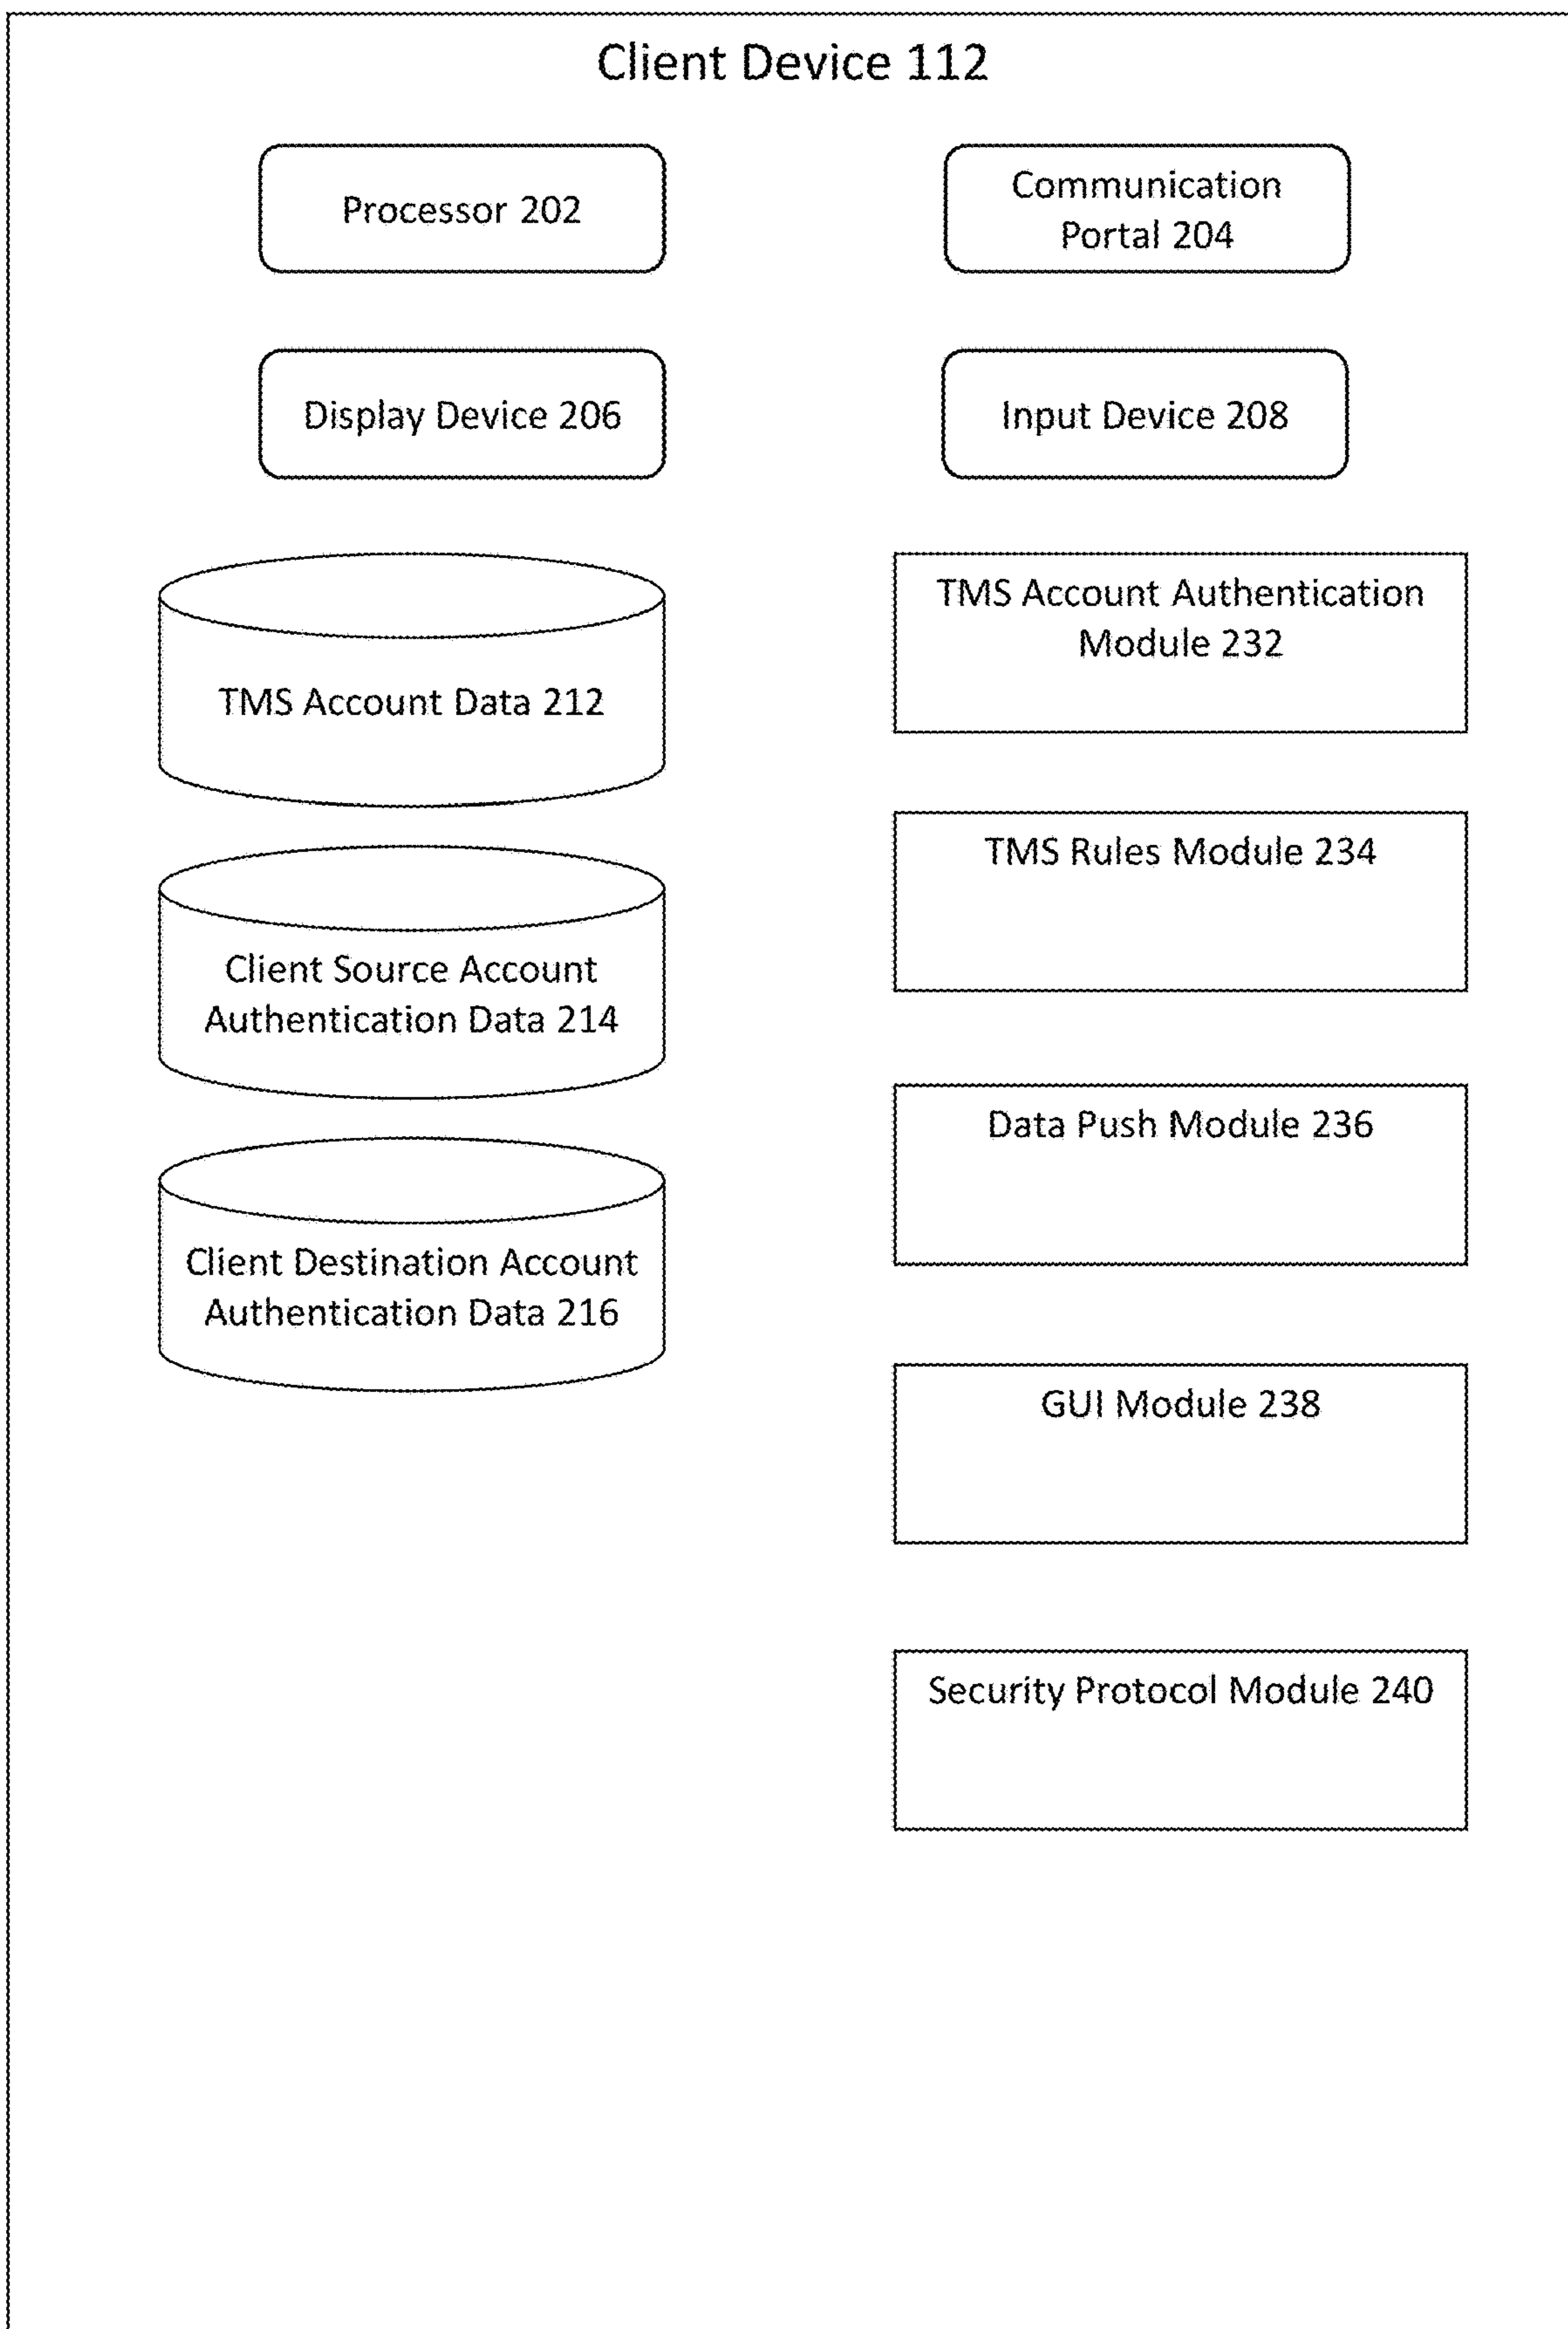 Client Device 112
Processor 202
Communication
Portal 204
Display Device 206
Input Device 208
TMS Account Data 212
Client Source Account
Authentication Data 214
Client Destination Account
Authentication Data 216
TMS Account Authentication
Module 232
TMS Rules Module 234
Data Push Module 236
GUI Module 238
Security Protocol Module 240